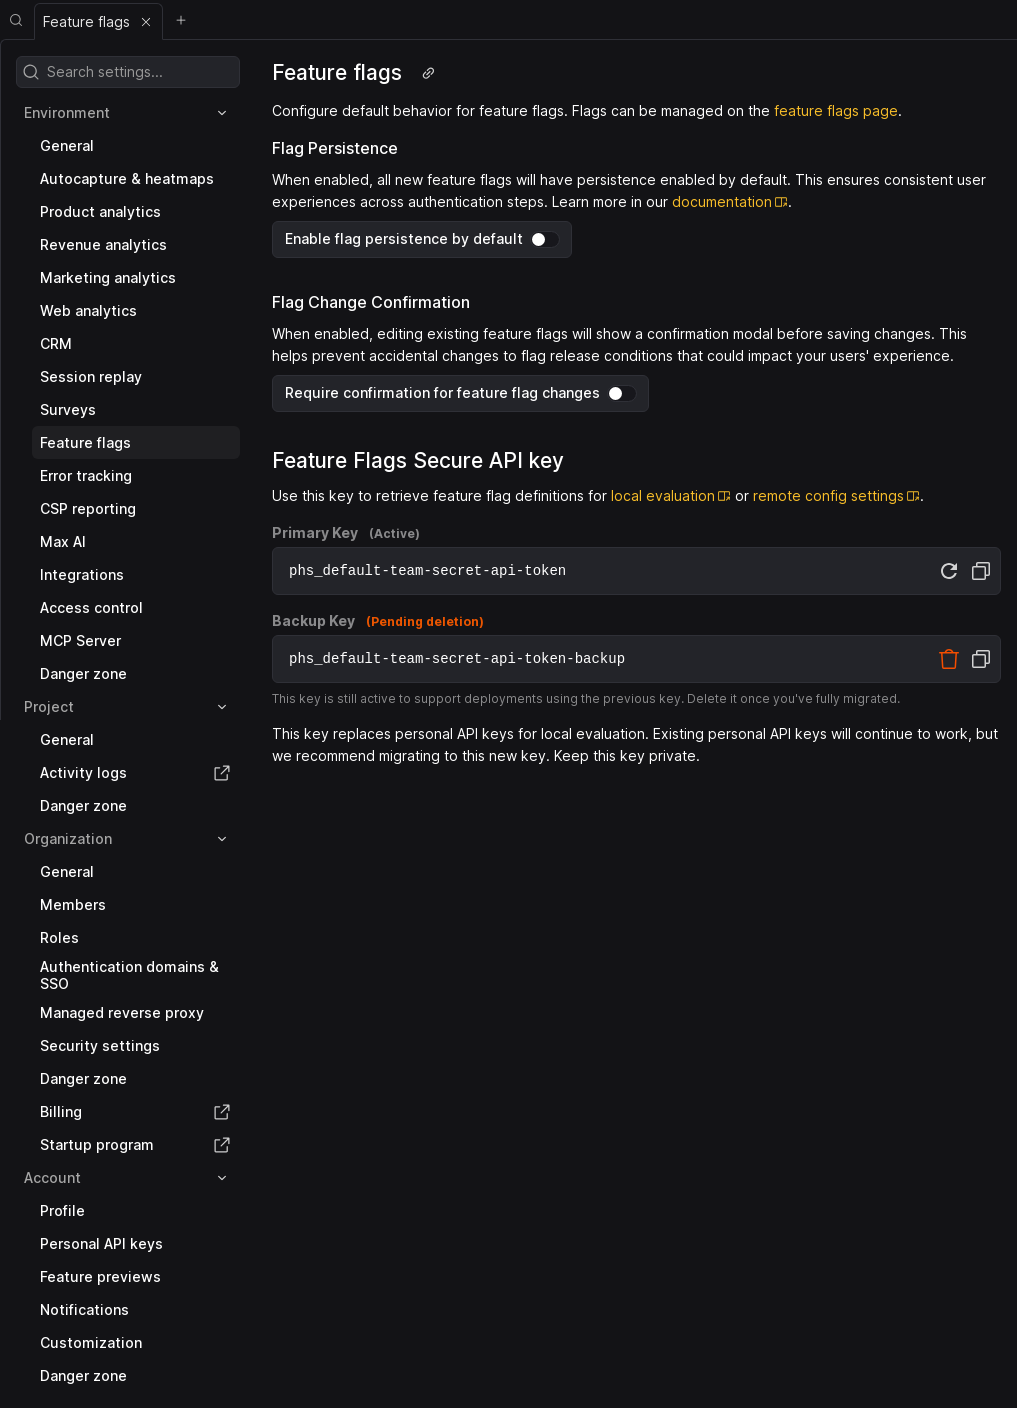 Feature flags
Search settings...
Environment
General
Autocapture & heatmaps
Product analytics
Revenue analytics
Marketing analytics
Web analytics
CRM
Session replay
Surveys
Feature flags
Error tracking
CSP reporting
Max AI
Integrations
Access control
MCP Server
Danger zone
Project
General
Activity logs
Danger zone
Organization
General
Members
Roles
Authentication domains &
SSO
Managed reverse proxy
Security settings
Danger zone
Billing
Startup program
Account
Profile
Personal API keys
Feature previews
Notifications
Customization
Danger zone
Feature flags
Configure default behavior for feature flags. Flags can be managed on the feature flags page.
Flag Persistence
When enabled, all new feature flags will have persistence enabled by default. This ensures consistent user
experiences across authentication steps. Learn more in our documentation.
Enable flag persistence by default
Flag Change Confirmation
When enabled, editing existing feature flags will show a confirmation modal before saving changes. This
helps prevent accidental changes to flag release conditions that could impact your users' experience.
Require confirmation for feature flag changes
Feature Flags Secure API key
Use this key to retrieve feature flag definitions for local evaluation or remote config settings.
Primary Key (Active)
phs_default-team-secret-api-token
Backup Key (Pending deletion)
phs_default-team-secret-api-token-backup
This key is still active to support deployments using the previous key. Delete it once you've fully migrated.
This key replaces personal API keys for local evaluation. Existing personal API keys will continue to work, but
we recommend migrating to this new key. Keep this key private.